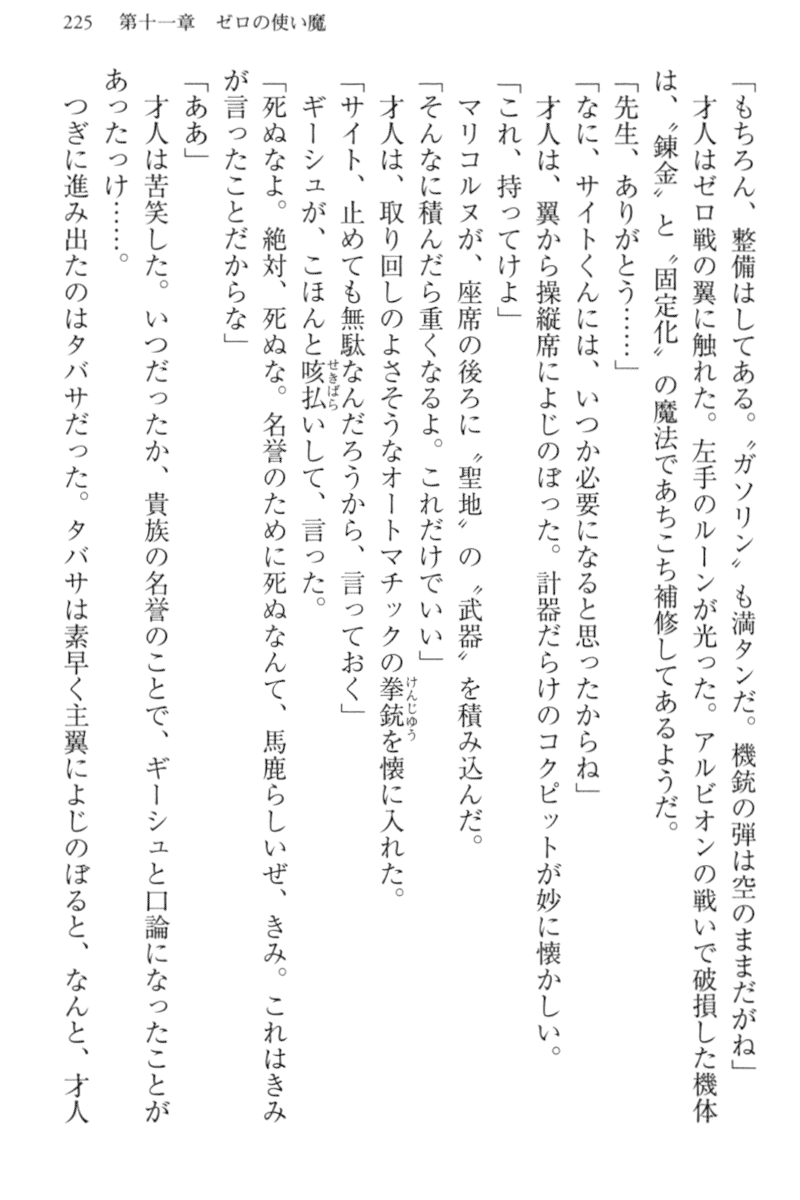 225　第十一章　ゼロの使い魔
「もちろん、整備はしてある。〝ガソリン〟も満タンだ。機銃の弾は空のままだがね」
　才人はゼロ戦の翼に触れた。左手のルーンが光った。アルビオンの戦いで破損した機体
は、〝錬金〟と〝固定化〟の魔法であちこち補修してあるようだ。
「先生、ありがとう……」
「なに、サイトくんには、いつか必要になると思ったからね」
　才人は、翼から操縦席によじのぼった。計器だらけのコクピットが妙に懐かしい。
「これ、持ってけよ」
　マリコルヌが、座席の後ろに〝聖地〟の〝武器〟を積み込んだ。
「そんなに積んだら重くなるよ。これだけでいい」
　才人は、取り回しのよさそうなオートマチックの拳銃を懐に入れた。
「サイト、止めても無駄なんだろうから、言っておく」
　ギーシュが、こほんと咳払いして、言った。
「死ぬなよ。絶対、死ぬな。名誉のために死ぬなんて、馬鹿らしいぜ、きみ。これはきみ
が言ったことだからな」
「ああ」
　才人は苦笑した。いつだったか、貴族の名誉のことで、ギーシュと口論になったことが
あったっけ……。
　つぎに進み出たのはタバサだった。タバサは素早く主翼によじのぼると、なんと、才人